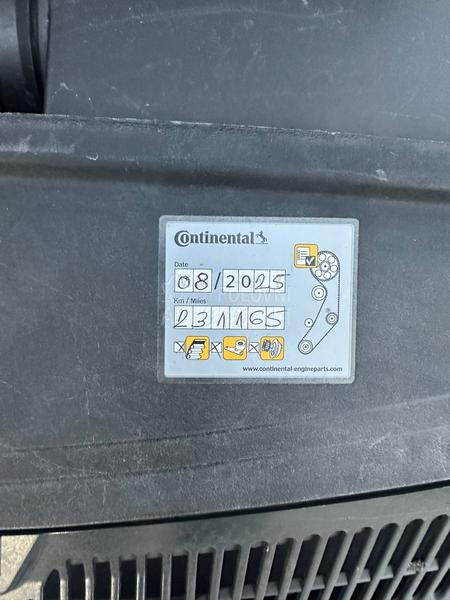 Continental
Date
08/2025
Km / Miles
231165
www.continental-engineparts.com